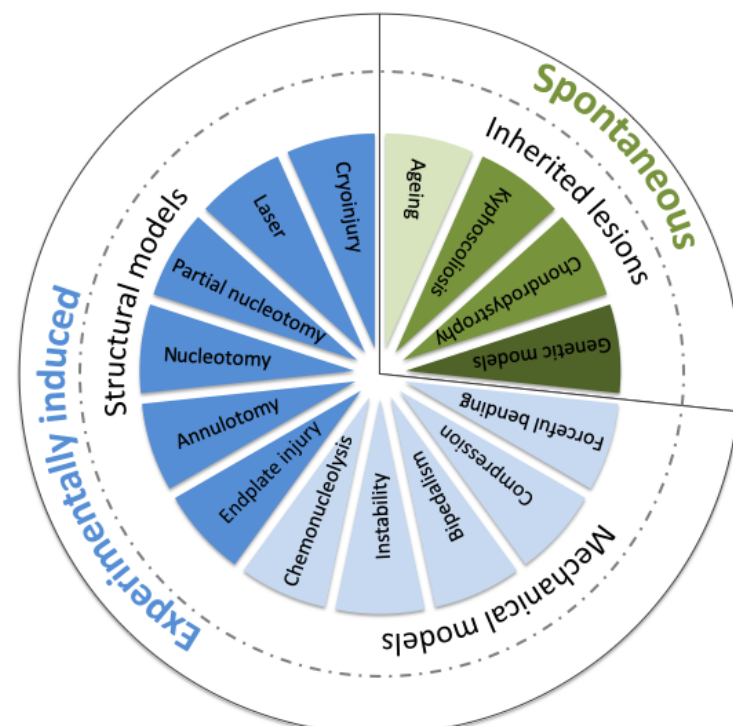 Spontaneous
Inherited lesions
Ageing
Kyphoscoliosis
Chondrodystrophy
Genetic models
Forceful bending
Compression
Bipedalism
Instability
Chemonucleolysis
Mechanical models
Endplate injury
Annulotomy
Nucleotomy
Partial nucleotomy
Laser
Cryoinjury
Structural models
Experimentally induced